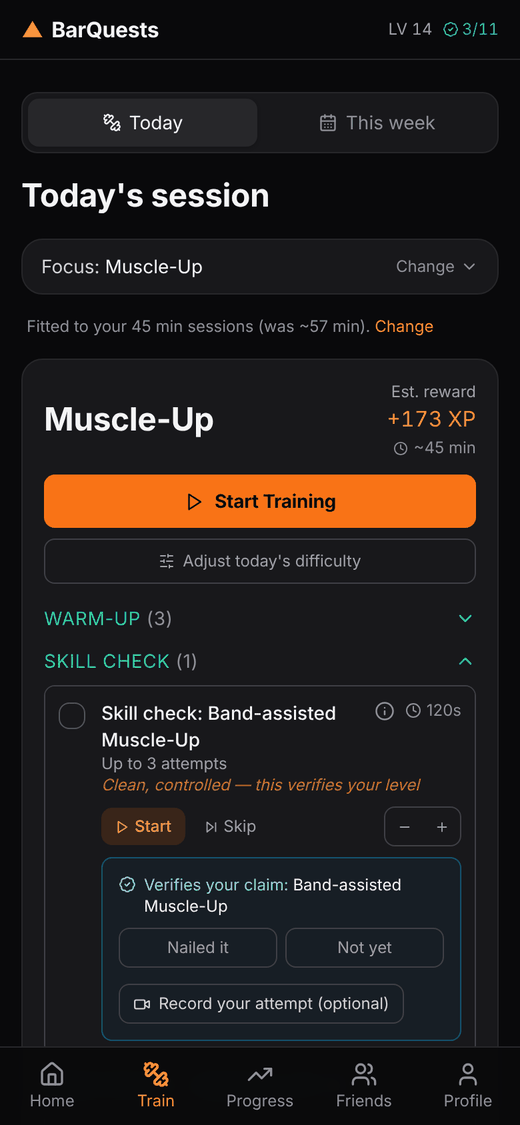 BarQuests
LV 14 3/11
Today This week
Today's session
Focus: Muscle-Up Change
Fitted to your 45 min sessions (was ~57 min). Change
Est. reward
Muscle-Up +173 XP
~45 min
Start Training
Adjust today's difficulty
WARM-UP (3)
SKILL CHECK (1)
Skill check: Band-assisted 120s
Muscle-Up
Up to 3 attempts
Clean, controlled — this verifies your level
Start Skip − +
Verifies your claim: Band-assisted
Muscle-Up
Nailed it Not yet
Record your attempt (optional)
Home Train Progress Friends Profile